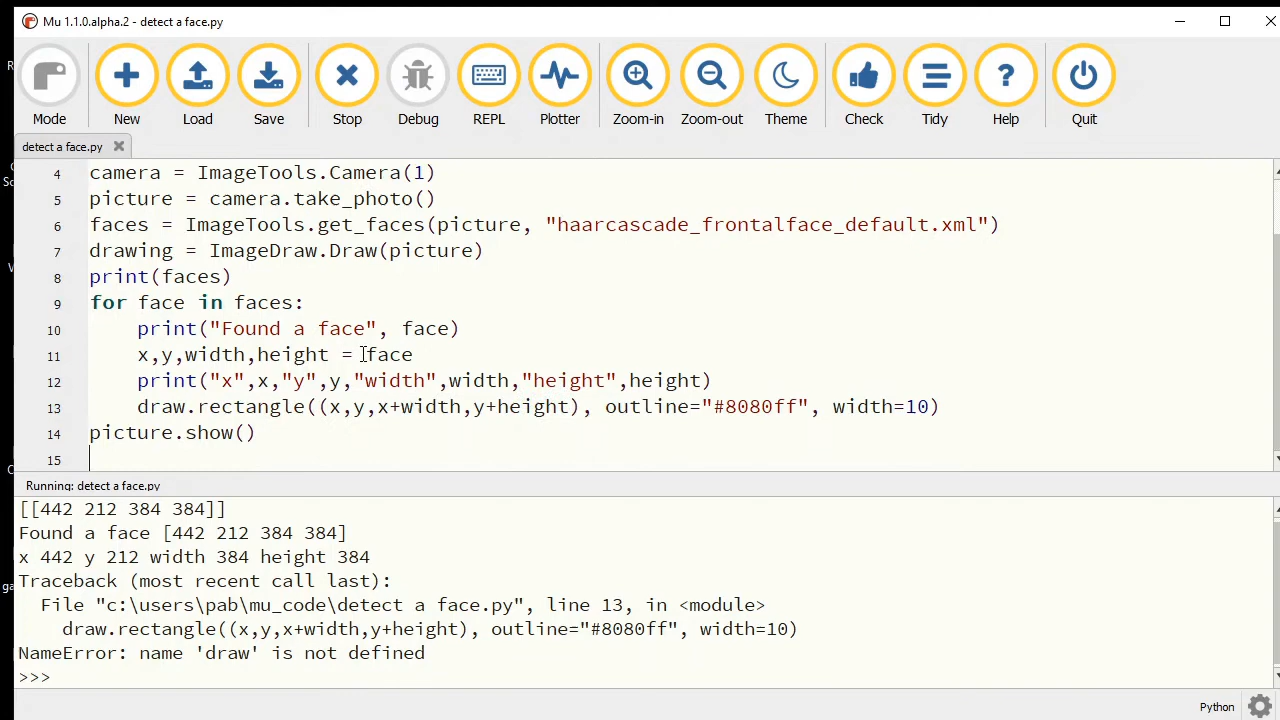 Mu 1.1.0.alpha.2 - detect a face.py
Mode New Load Save Stop Debug REPL Plotter Zoom-in Zoom-out Theme Check Tidy Help Quit
detect a face.py
4 camera = ImageTools.Camera(1)
5 picture = camera.take_photo()
6 faces = ImageTools.get_faces(picture, "haarcascade_frontalface_default.xml")
7 drawing = ImageDraw.Draw(picture)
8 print(faces)
9 for face in faces:
10 print("Found a face", face)
11 x,y,width,height = face
12 print("x",x,"y",y,"width",width,"height",height)
13 draw.rectangle((x,y,x+width,y+height), outline="#8080ff", width=10)
14 picture.show()
15
Running: detect a face.py
[[442 212 384 384]]
Found a face [442 212 384 384]
x 442 y 212 width 384 height 384
Traceback (most recent call last):
File "c:\users\pab\mu_code\detect a face.py", line 13, in <module>
draw.rectangle((x,y,x+width,y+height), outline="#8080ff", width=10)
NameError: name 'draw' is not defined
>>>
Python